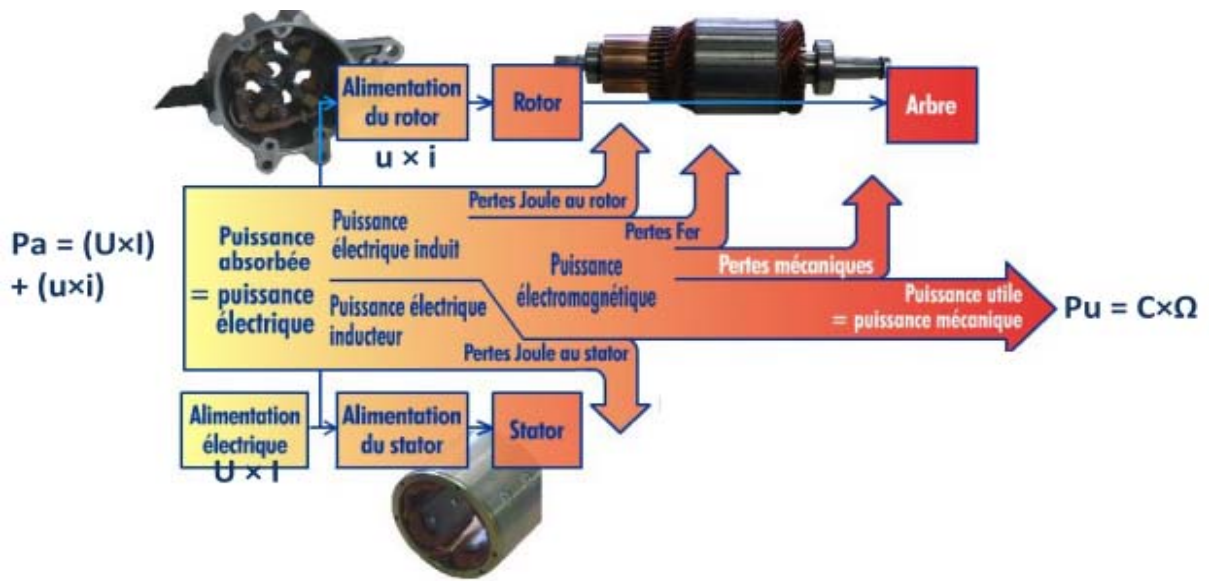 Alimentation
du rotor
u × i
Rotor
Arbre
Pa = (U×I)
+ (u×i)
Puissance
absorbée
= puissance
électrique
Puissance
électrique induit
Puissance électrique
inducteur
Pertes Joule au rotor
Pertes Fer
Pertes mécaniques
Puissance
électromagnétique
Puissance utile
= puissance mécanique
Pu = C×Ω
Pertes Joule au stator
Alimentation
électrique
U × I
Alimentation
du stator
Stator